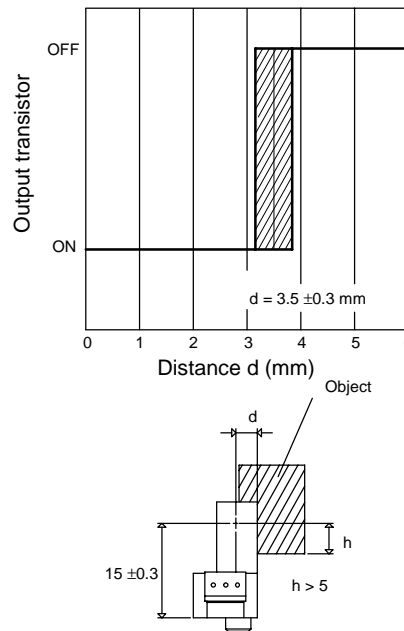 OFF
Output transistor
ON
d = 3.5 ±0.3 mm
0 1 2 3 4 5
Distance d (mm)
Object
d
h
15 ±0.3
h > 5